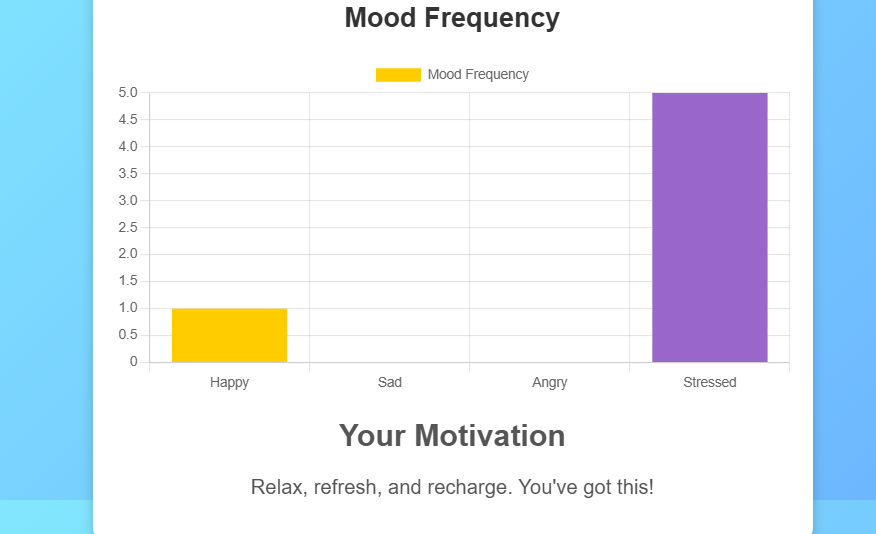 Mood Frequency
Mood Frequency
5.0
4.5
4.0
3.5
3.0
2.5
2.0
1.5
1.0
0.5
0
Happy Sad Angry Stressed
Your Motivation
Relax, refresh, and recharge. You've got this!